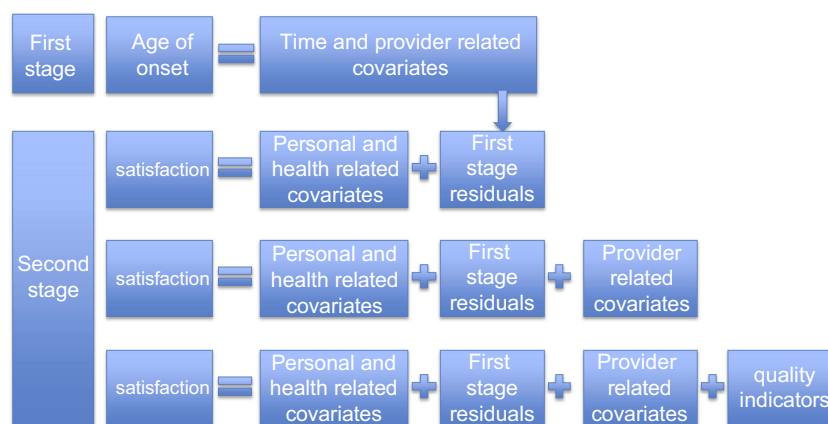 First
stage
Age of
onset
=
Time and provider related
covariates
satisfaction
=
Personal and
health related
covariates
+
First
stage
residuals
Second
stage
satisfaction
=
Personal and
health related
covariates
+
First
stage
residuals
+
Provider
related
covariates
satisfaction
=
Personal and
health related
covariates
+
First
stage
residuals
+
Provider
related
covariates
+
quality
indicators